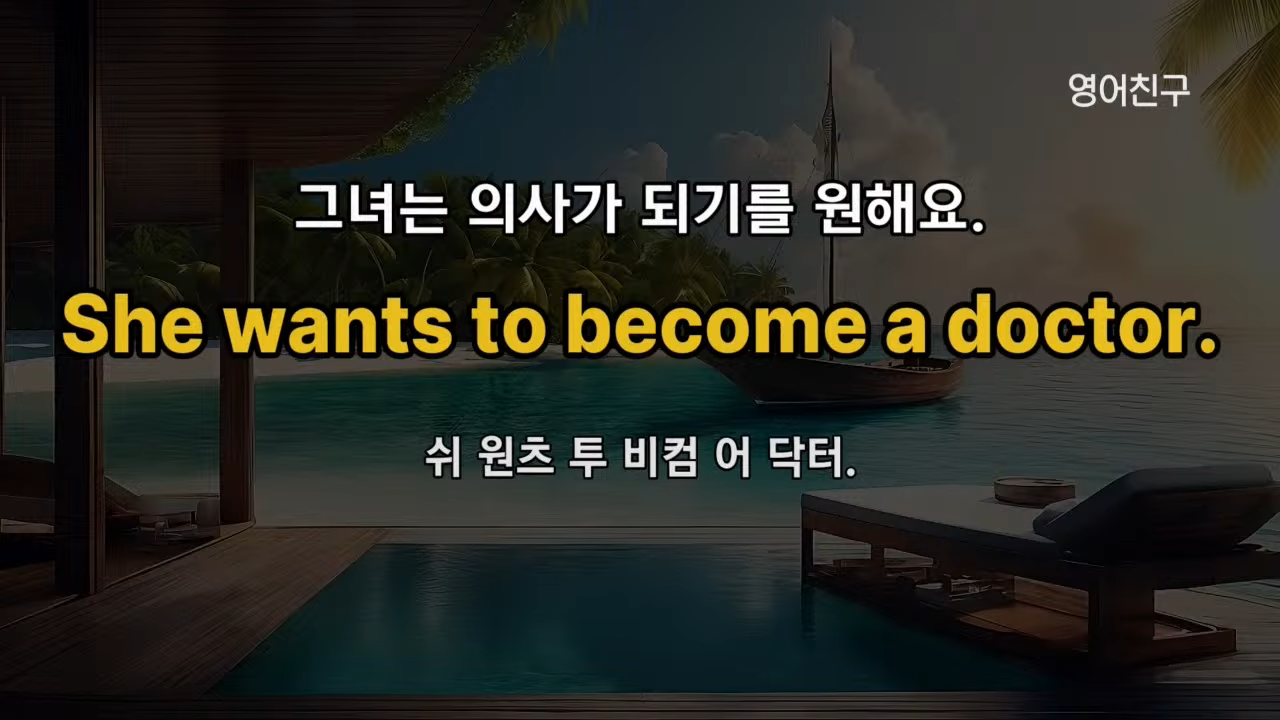 영어친구
그녀는 의사가 되기를 원해요.
She wants to become a doctor.
쉬 원츠 투 비컴 어 닥터.